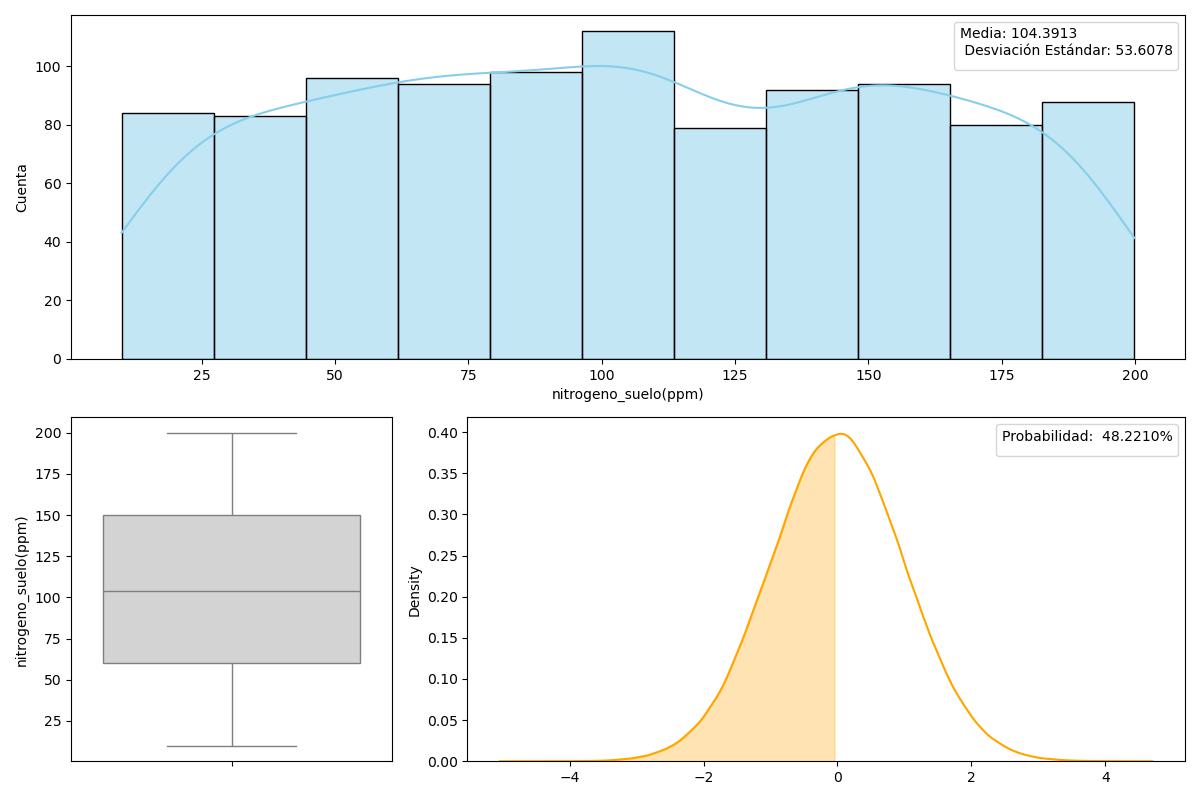 Media: 104.3913
Desviación Estándar: 53.6078
Cuenta
100
80
60
40
20
0
25 50 75 100 125 150 175 200
nitrogeno_suelo(ppm)
nitrogeno_suelo(ppm)
200
175
150
125
100
75
50
25
Probabilidad: 48.2210%
Density
0.40
0.35
0.30
0.25
0.20
0.15
0.10
0.05
0.00
−4 −2 0 2 4